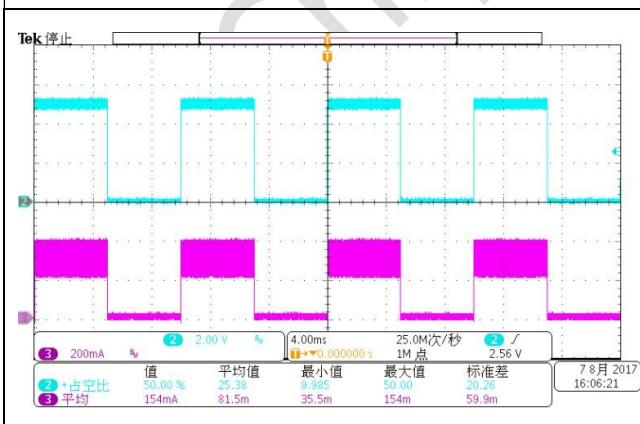 Tek 停止
T
T
2
3
2 2.00 V Bw
3 200mA Bw
4.00ms 25.0M次/秒 2 ∫
T→▼0.000000 s 1M 点 2.56 V
值 平均值 最小值 最大值 标准差
2 +占空比 50.00 % 25.38 9.985 50.00 20.26
3 平均 154mA 81.5m 35.5m 154m 59.9m
7 8月 2017
16:06:21